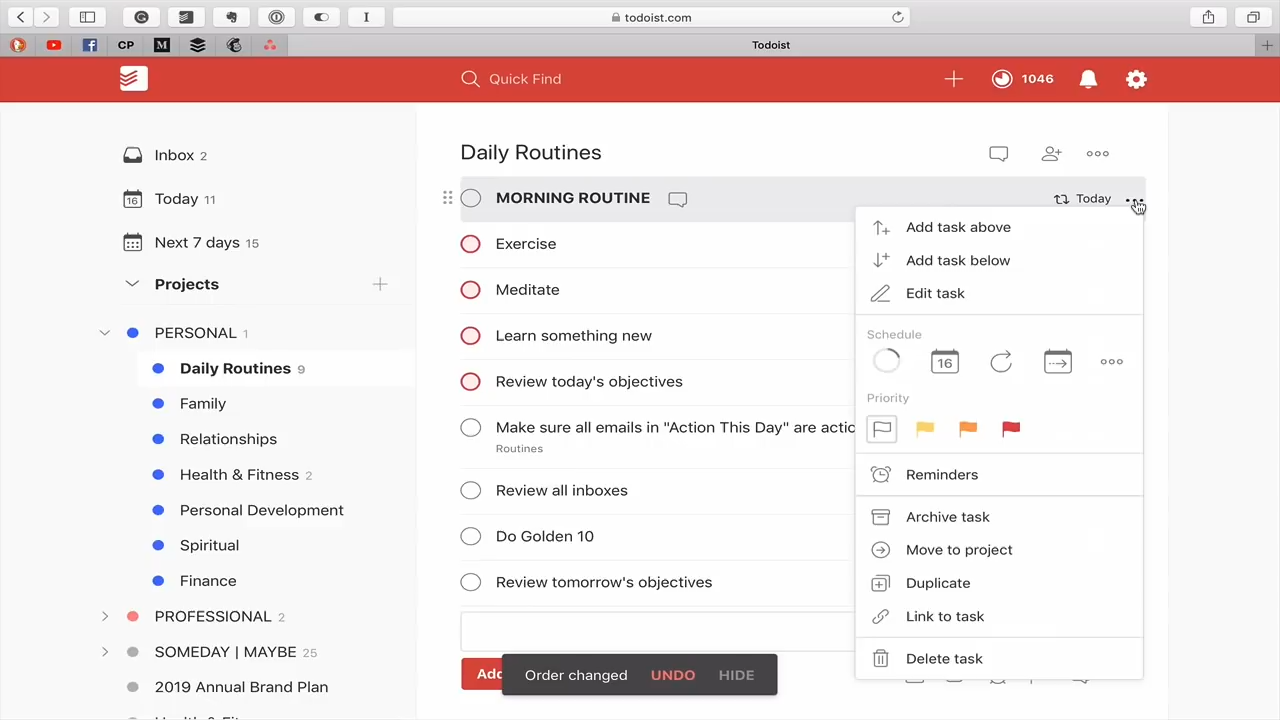 todoist.com
CP
M
Todoist
Quick Find
1046
Inbox 2
16 Today 11
Next 7 days 15
Projects
PERSONAL 1
Daily Routines 9
Family
Relationships
Health & Fitness 2
Personal Development
Spiritual
Finance
PROFESSIONAL 2
SOMEDAY | MAYBE 25
2019 Annual Brand Plan
Daily Routines
MORNING ROUTINE
Today
Exercise
Meditate
Learn something new
Review today's objectives
Make sure all emails in "Action This Day" are actio
Routines
Review all inboxes
Do Golden 10
Review tomorrow's objectives
Add
Order changed UNDO HIDE
Add task above
Add task below
Edit task
Schedule
16
Priority
Reminders
Archive task
Move to project
Duplicate
Link to task
Delete task